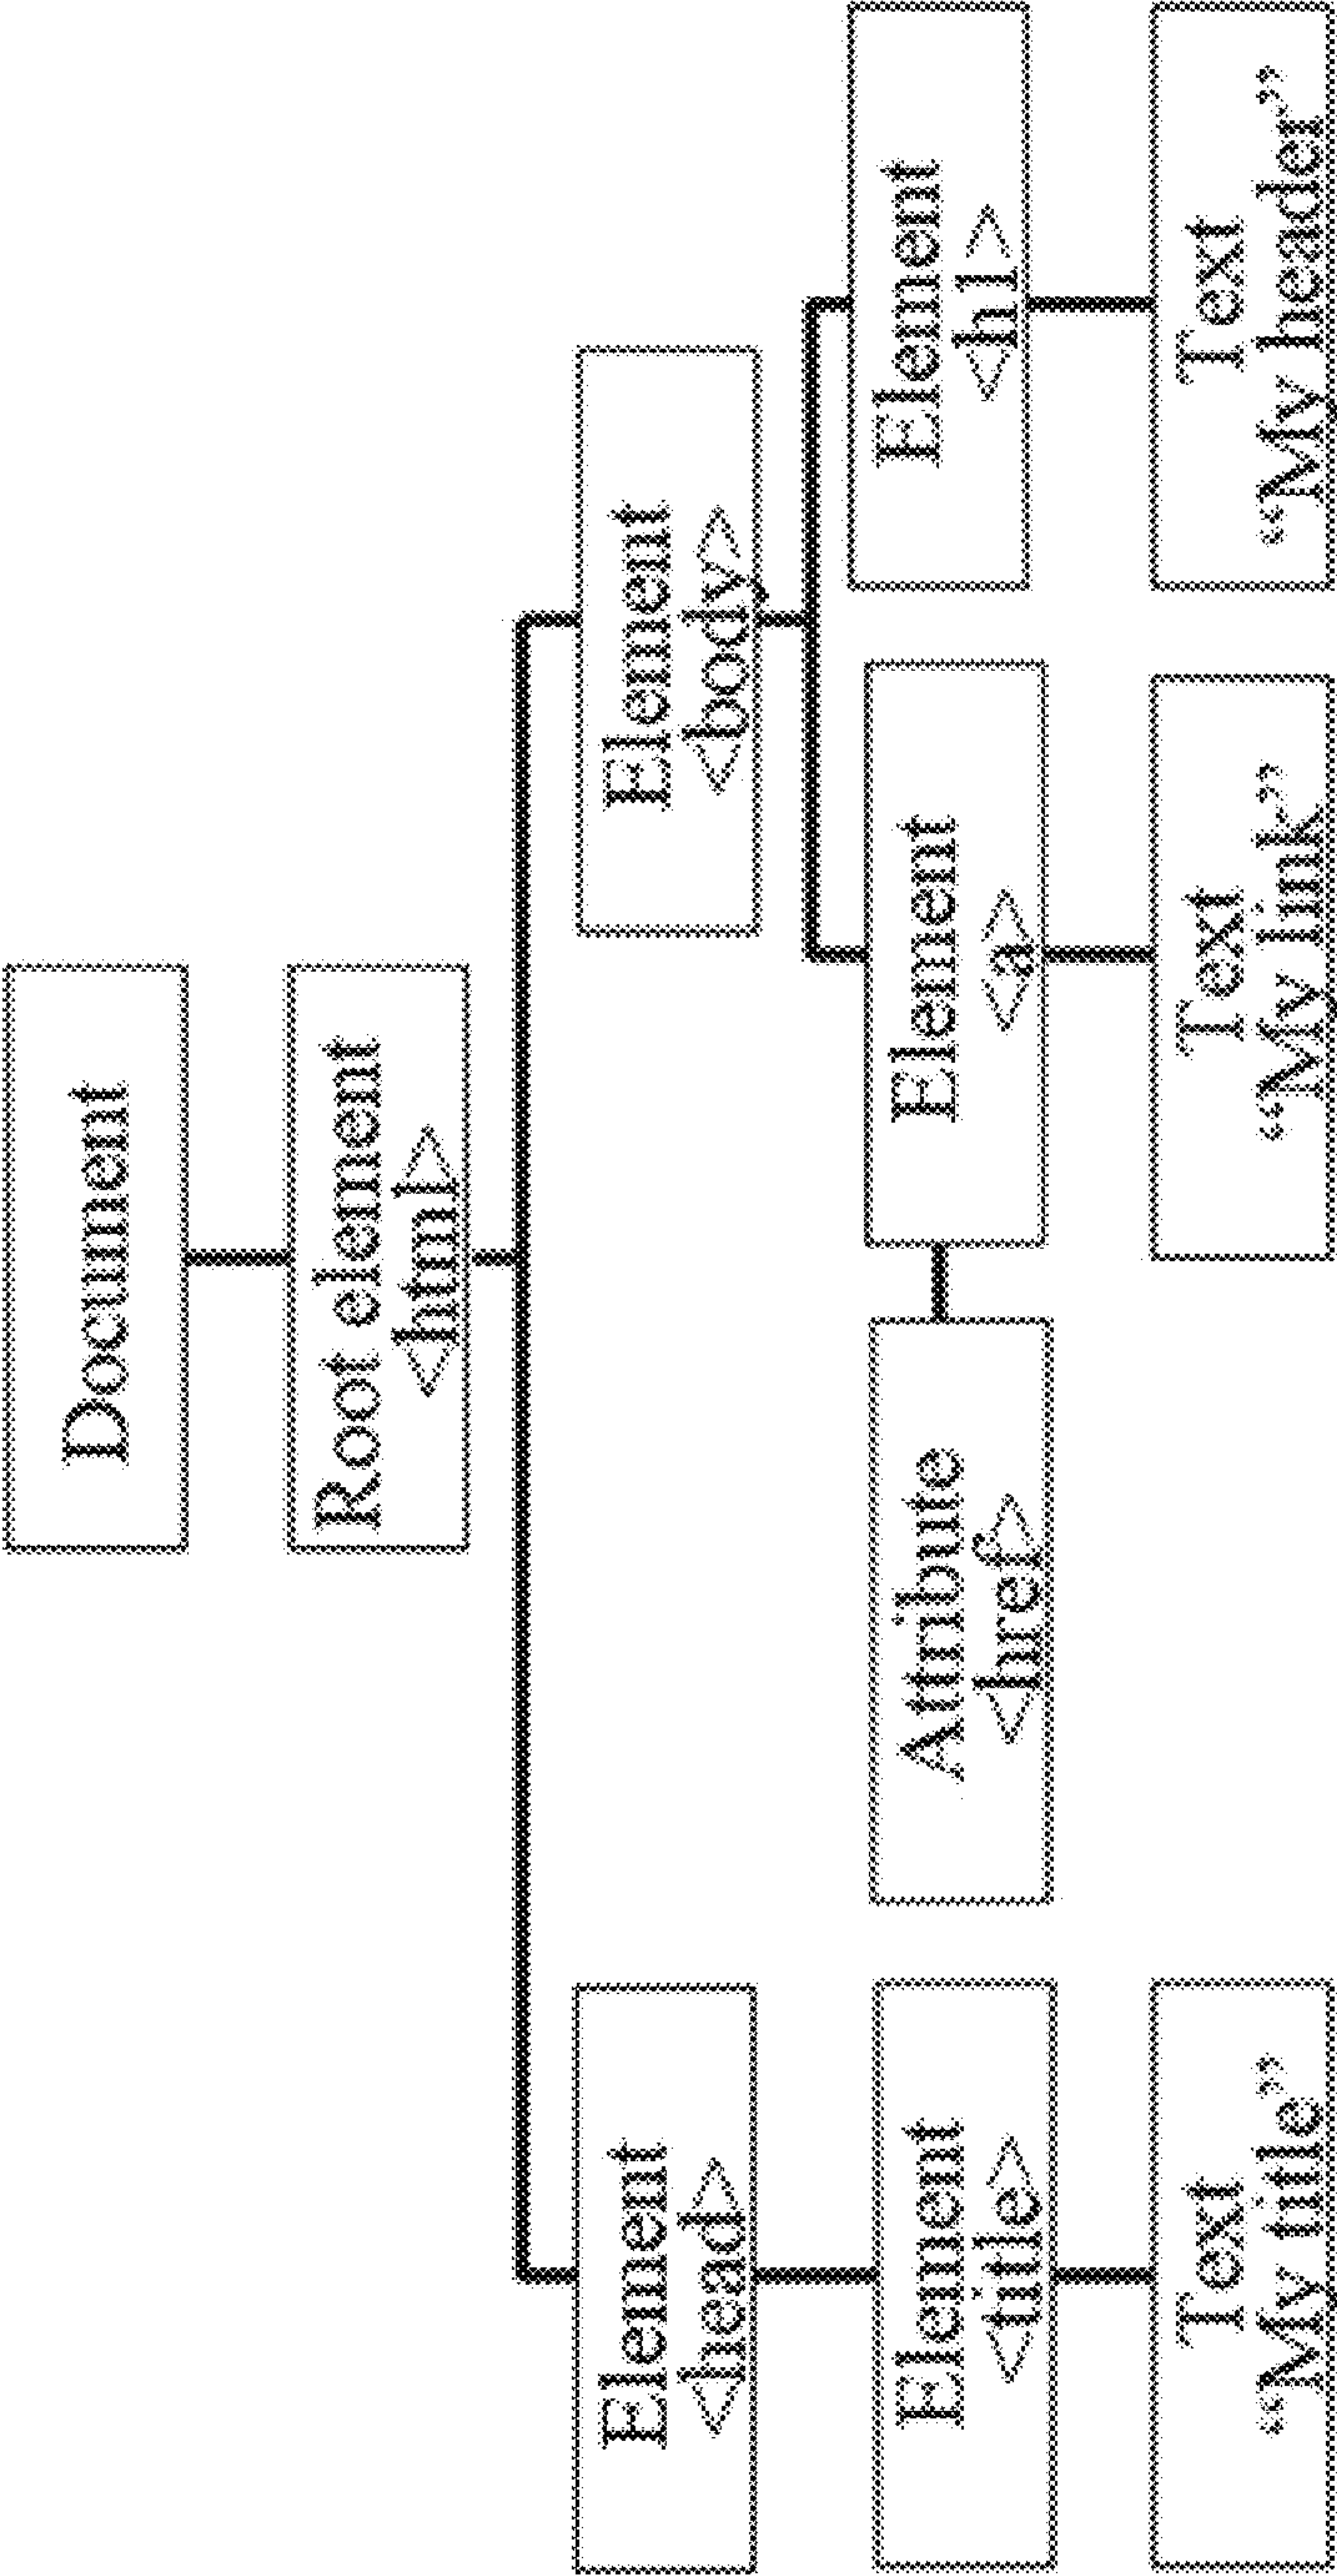 Document
Root element
<html>
Element
<head>
Element
<body>
Element
<title>
Attribute
<href>
Element
<a>
Element
<h1>
Text
“My title”
Text
“My link”
Text
“My header”